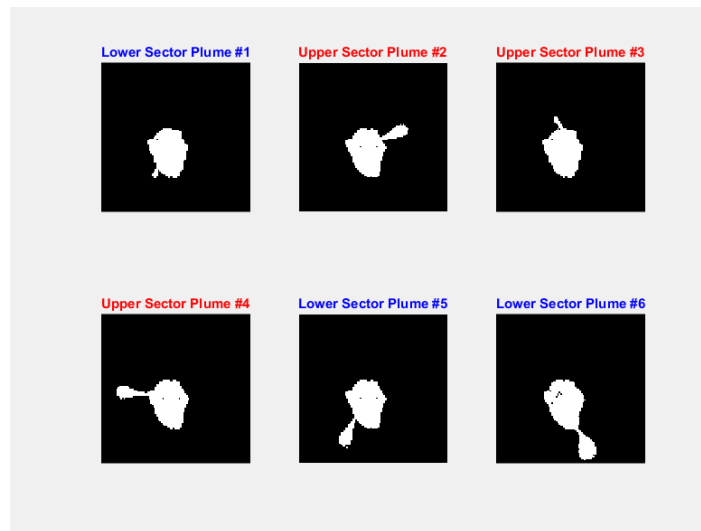 Lower Sector Plume #1
Upper Sector Plume #2
Upper Sector Plume #3
Upper Sector Plume #4
Lower Sector Plume #5
Lower Sector Plume #6